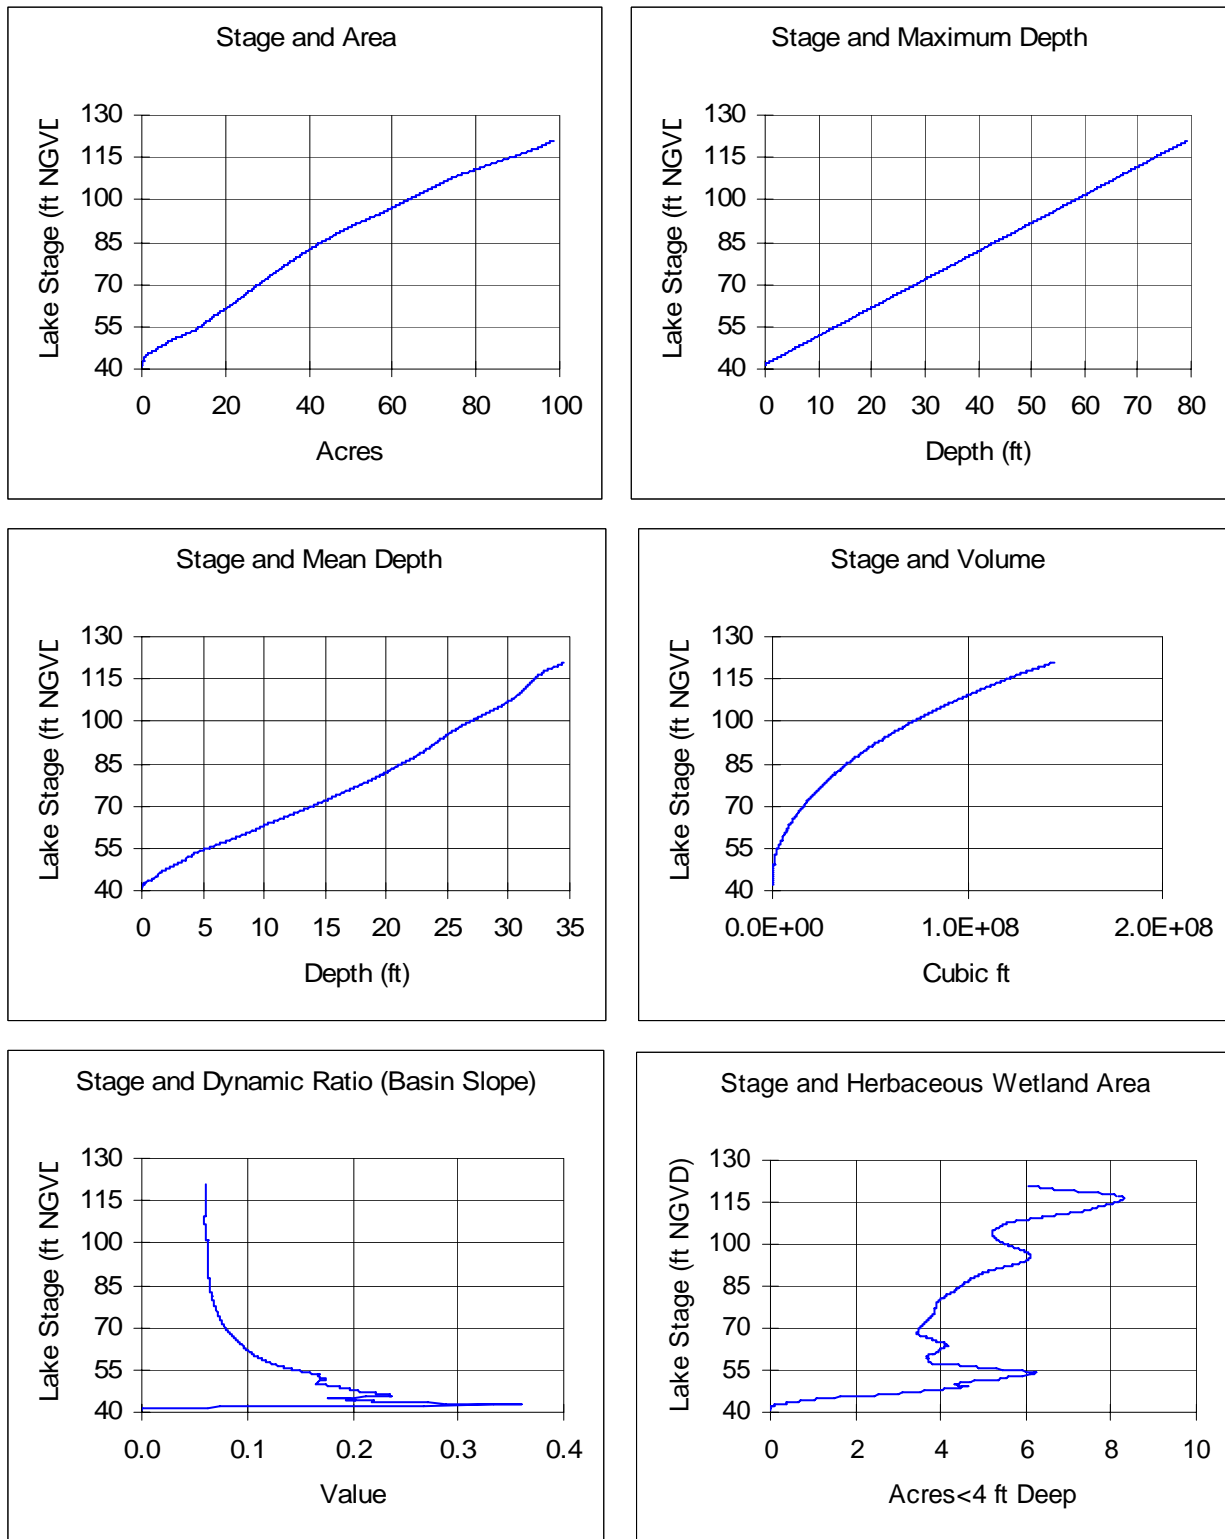 Stage and Area
Lake Stage (ft NGVD
130
115
100
85
70
55
40
0 20 40 60 80 100
Acres
Stage and Maximum Depth
Lake Stage (ft NGVD
130
115
100
85
70
55
40
0 10 20 30 40 50 60 70 80
Depth (ft)
Stage and Mean Depth
Lake Stage (ft NGVD
130
115
100
85
70
55
40
0 5 10 15 20 25 30 35
Depth (ft)
Stage and Volume
Lake Stage (ft NGVD
130
115
100
85
70
55
40
0.0E+00 1.0E+08 2.0E+08
Cubic ft
Stage and Dynamic Ratio (Basin Slope)
Lake Stage (ft NGVD
130
115
100
85
70
55
40
0.0 0.1 0.2 0.3 0.4
Value
Stage and Herbaceous Wetland Area
Lake Stage (ft NGVD)
130
115
100
85
70
55
40
0 2 4 6 8 10
Acres<4 ft Deep